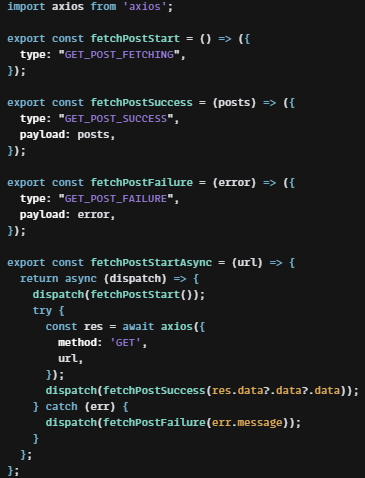 import axios from 'axios';
export const fetchPostStart = () => ({
type: "GET_POST_FETCHING",
});
export const fetchPostSuccess = (posts) => ({
type: "GET_POST_SUCCESS",
payload: posts,
});
export const fetchPostFailure = (error) => ({
type: "GET_POST_FAILURE",
payload: error,
});
export const fetchPostStartAsync = (url) => {
return async (dispatch) => {
dispatch(fetchPostStart());
try {
const res = await axios({
method: 'GET',
url,
});
dispatch(fetchPostSuccess(res.data?.data?.data));
} catch (err) {
dispatch(fetchPostFailure(err.message));
}
};
};